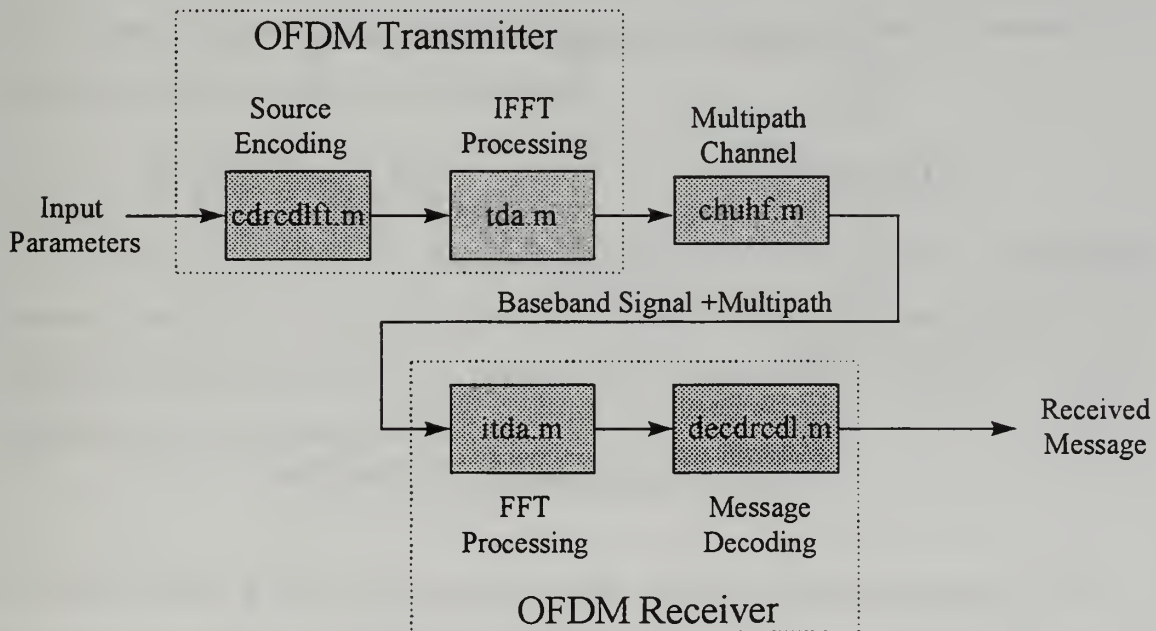 OFDM Transmitter
Source
Encoding
IFFT
Processing
Multipath
Channel
Input
Parameters
cdrcdlft.m
tda.m
chuhf.m
Baseband Signal +Multipath
itda.m
decdrcdl.m
Received
Message
FFT
Processing
Message
Decoding
OFDM Receiver